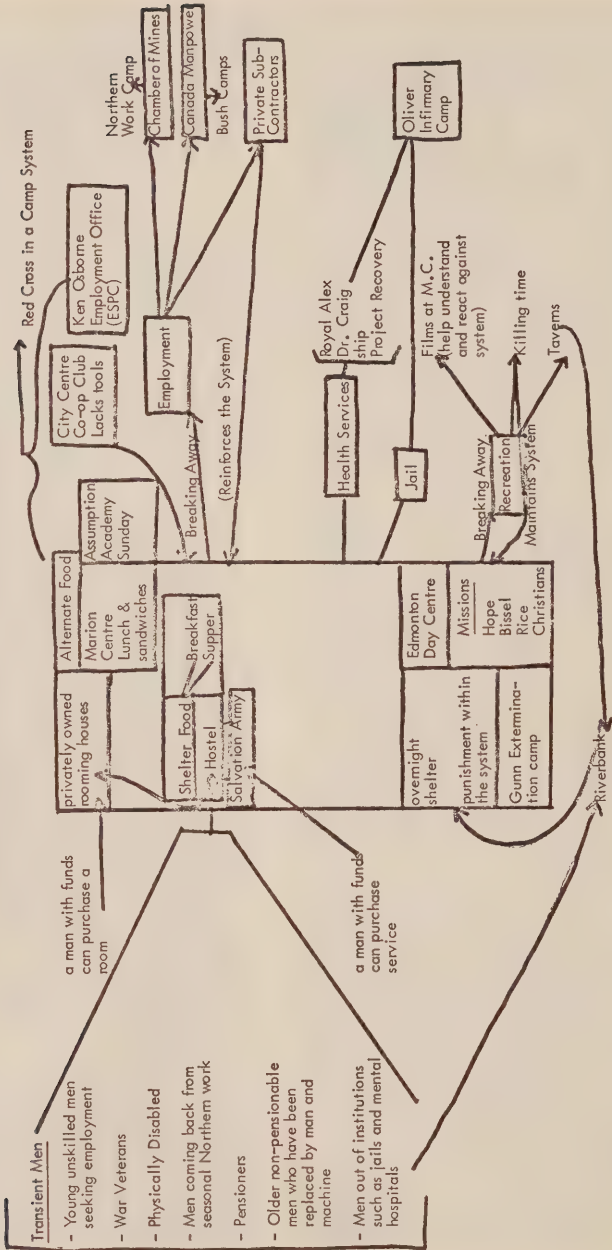 Transient Men
- Young unskilled men
seeking employment
- War Veterans
- Physically Disabled
- Men coming back from
seasonal Northern work
- Pensioners
- Older non-pensionable
men who have been
replaced by man and
machine
- Men out of institutions
such as jails and mental
hospitals
a man with funds
can purchase a
room
a man with funds
can purchase
service
privately owned
rooming houses
Alternate Food
Marion
Centre
Lunch &
sandwiches
Assumption
Academy
Sunday
Shelter Food
Hostel
Salvation Army
Breakfast
Supper
overnight
shelter
punishment within
the system
Gunn Extermina-
tion camp
Edmonton
Day Centre
Missions
Hope
Bissel
Rice
Christians
Riverbank
Red Cross in a Camp System
City Centre
Co-op Club
Lacks tools
Ken Osborne
Employment Office
(ESPC)
Breaking Away
Employment
(Reinforces the System)
Northern
Work Camp
Chamber of Mines
Canada Manpower
Bush Camps
Private Sub-
Contractors
Health Services
Royal Alex
Dr. Craig
ship
Project Recovery
Jail
Oliver
Infirmary
Camp
Breaking Away
Recreation
Maintains System
Films at M.C.
(help understand
and react against
system)
Killing time
Taverns